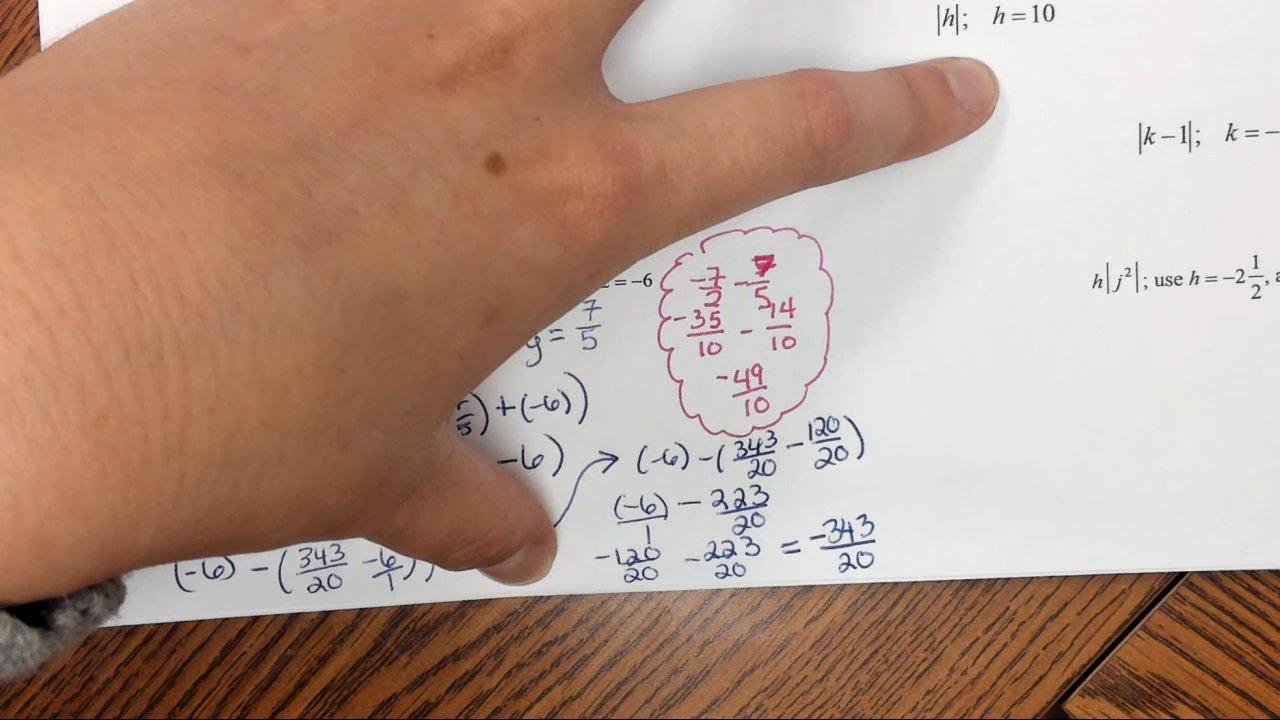 |h|; h = 10
|k − 1|; k = −
h|j²|; use h = −2 1/2,
= −6
−7/2 − 7/5
y = 7/5
−35/10 − 14/10
−49/10
) + (−6))
−6) → (−6) − (343/20 − 120/20)
(−6)/1 − 223/20
(−6) − (343/20 − 6/1))
−120/20 − 223/20 = −343/20